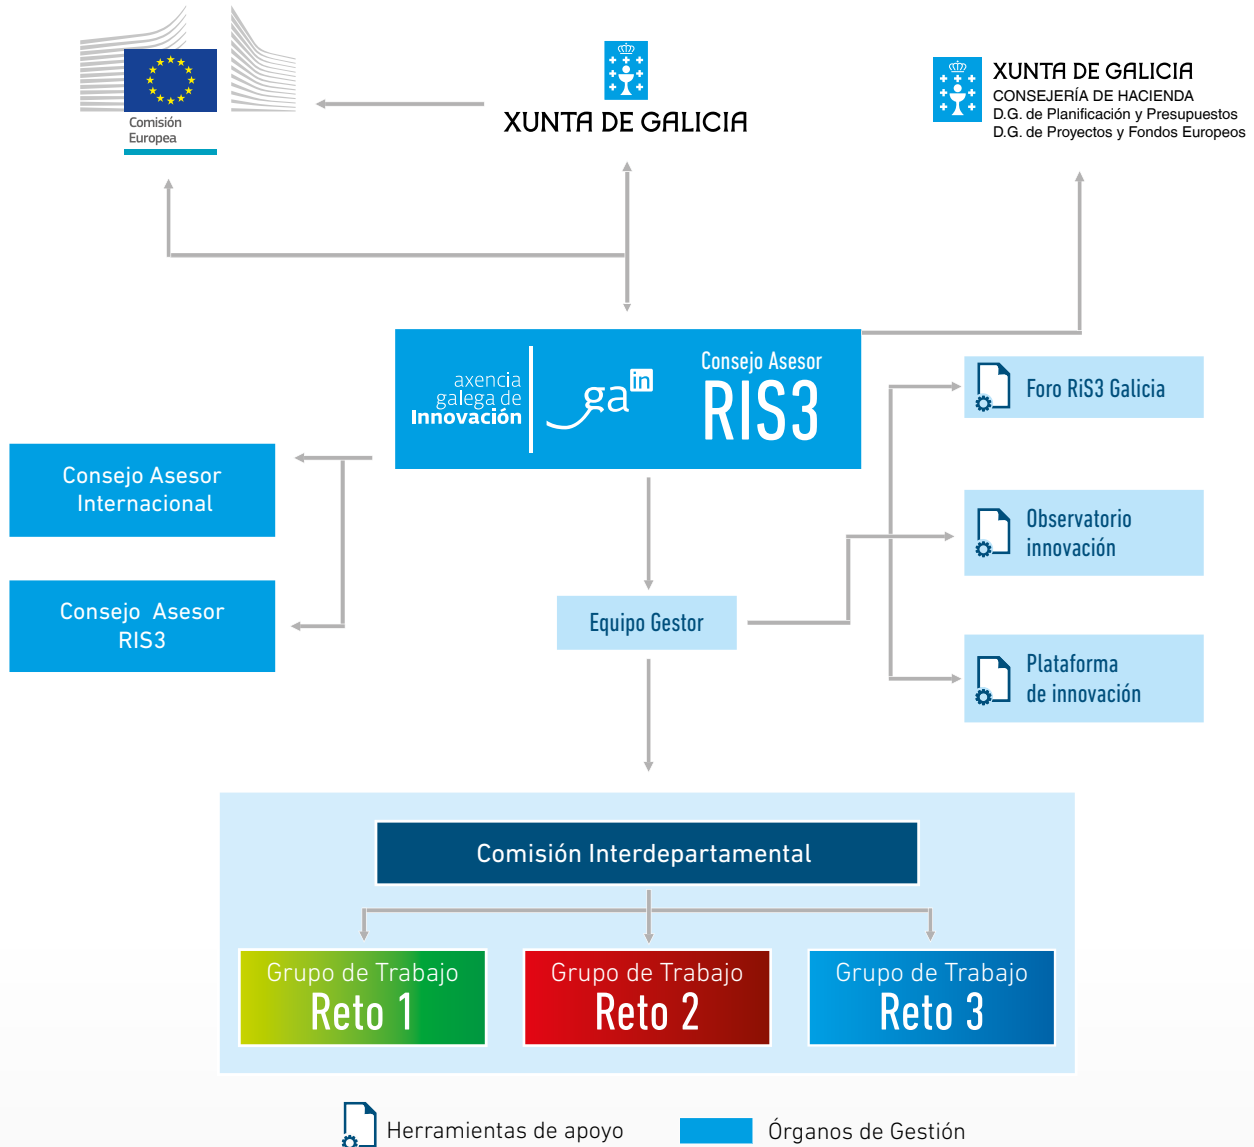 Comisión
Europea
XUNTA DE GALICIA
XUNTA DE GALICIA
CONSEJERÍA DE HACIENDA
D.G. de Planificación y Presupuestos
D.G. de Proyectos y Fondos Europeos
axencia
galega de
Innovación
gain
Consejo Asesor
RIS3
Foro RiS3 Galicia
Consejo Asesor
Internacional
Observatorio
innovación
Consejo Asesor
RIS3
Equipo Gestor
Plataforma
de innovación
Comisión Interdepartamental
Grupo de Trabajo
Reto 1
Grupo de Trabajo
Reto 2
Grupo de Trabajo
Reto 3
Herramientas de apoyo
Órganos de Gestión